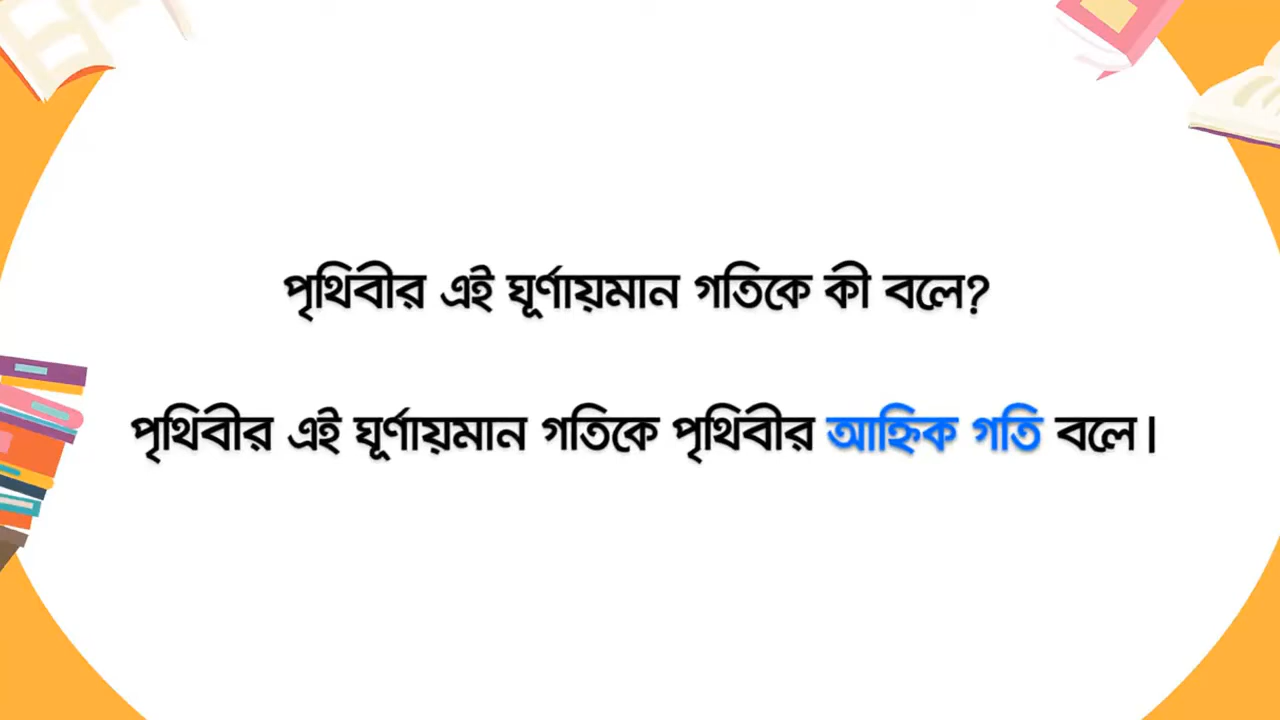 পৃথিবীর এই ঘূর্ণায়মান গতিকে কী বলে?
পৃথিবীর এই ঘূর্ণায়মান গতিকে পৃথিবীর আহ্নিক গতি বলে।